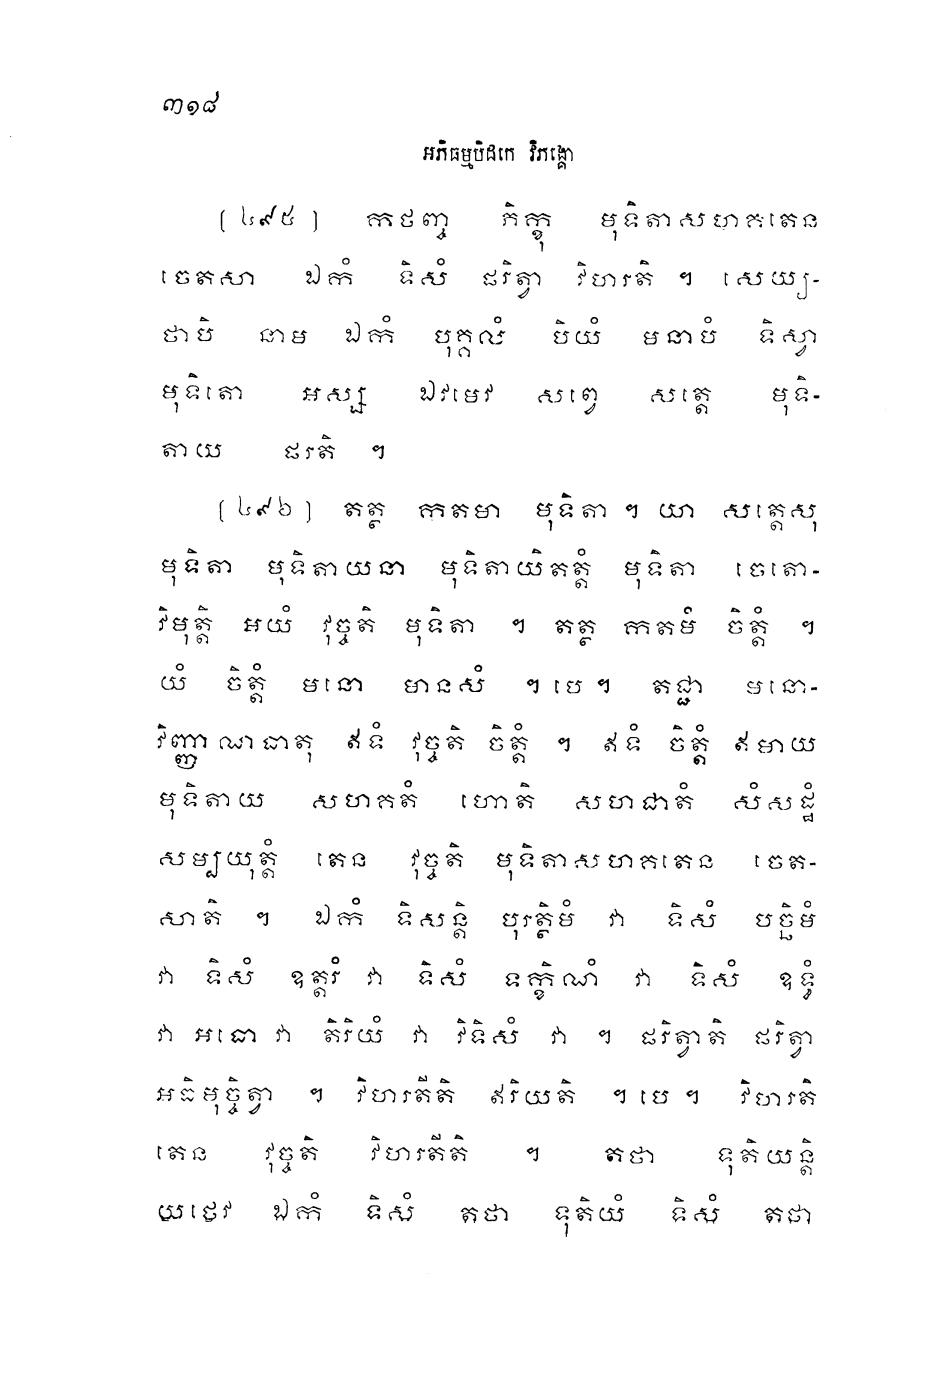 ៣១៨
អភិធម្មបិដកេ វិភង្គោ
[ ៤៩៥ ] កថញ្ច ភិក្ខុ មុទិតាសហគតេន
ចេតសា ឯកំ ទិសំ ផរិត្វា វិហរតិ ។ សេយ្យ-
ថាបិ នាម ឯកំ បុគ្គលំ បិយំ មនាបំ ទិស្វា
មុទិតោ អស្ស ឯវមេវ សព្វេ សត្តេ មុទិ-
តាយ ផរតិ ។
[ ៤៩៦ ] តត្ថ កតមា មុទិតា ។ យា សត្តេសុ
មុទិតា មុទិតាយនា មុទិតាយិតត្តំ មុទិតា ចេតោ-
វិមុត្តិ អយំ វុច្ចតិ មុទិតា ។ តត្ថ កតមំ ចិត្តំ ។
យំ ចិត្តំ មនោ មានសំ ។ បេ ។ តជ្ជា មនោ-
វិញ្ញាណធាតុ ឥទំ វុច្ចតិ ចិត្តំ ។ ឥទំ ចិត្តំ ឥមាយ
មុទិតាយ សហគតំ ហោតិ សហជាតំ សំសដ្ឋំ
សម្បយុត្តំ តេន វុច្ចតិ មុទិតាសហគតេន ចេត-
សាតិ ។ ឯកំ ទិសន្តិ បុរត្ថិមំ វា ទិសំ បច្ឆិមំ
វា ទិសំ ឧត្តរំ វា ទិសំ ទក្ខិណំ វា ទិសំ ឧទ្ធំ
វា អធោ វា តិរិយំ វា វិទិសំ វា ។ ផរិត្វាតិ ផរិត្វា
អធិមុច្ចិត្វា ។ វិហរតីតិ ឥរិយតិ ។ បេ ។ វិហរតិ
តេន វុច្ចតិ វិហរតីតិ ។ តថា ទុតិយន្តិ
យថេវ ឯកំ ទិសំ តថា ទុតិយំ ទិសំ តថា